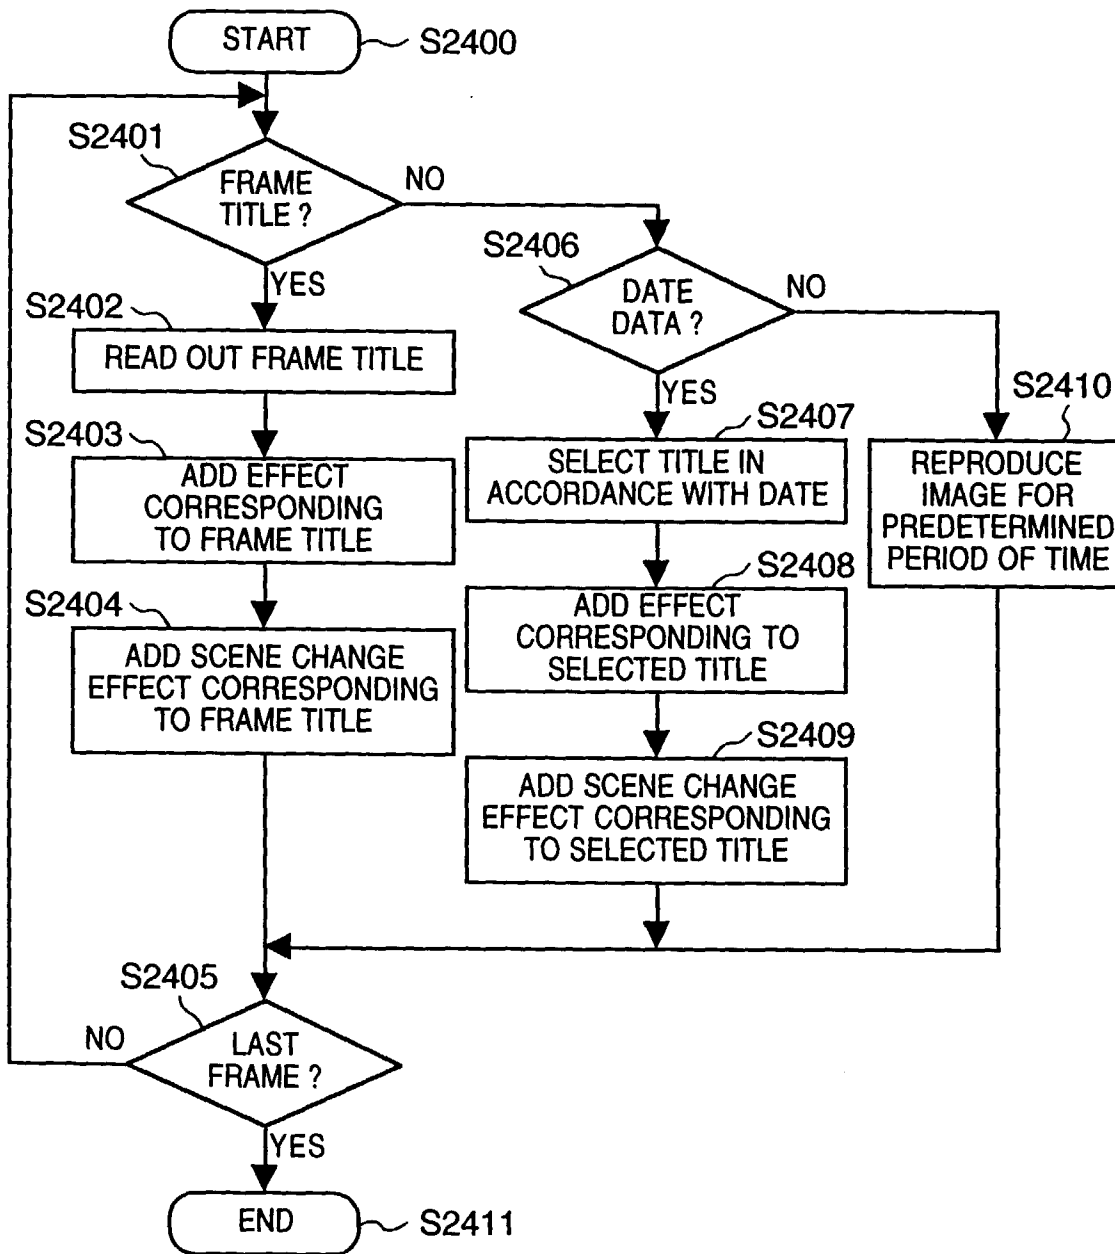 START
S2400
S2401
FRAME
TITLE ?
NO
YES
S2402
READ OUT FRAME TITLE
S2403
ADD EFFECT
CORRESPONDING
TO FRAME TITLE
S2404
ADD SCENE CHANGE
EFFECT CORRESPONDING
TO FRAME TITLE
S2406
DATE
DATA ?
NO
YES
S2407
SELECT TITLE IN
ACCORDANCE WITH DATE
S2408
ADD EFFECT
CORRESPONDING TO
SELECTED TITLE
S2409
ADD SCENE CHANGE
EFFECT CORRESPONDING
TO SELECTED TITLE
S2410
REPRODUCE
IMAGE FOR
PREDETERMINED
PERIOD OF TIME
S2405
LAST
FRAME ?
NO
YES
END
S2411